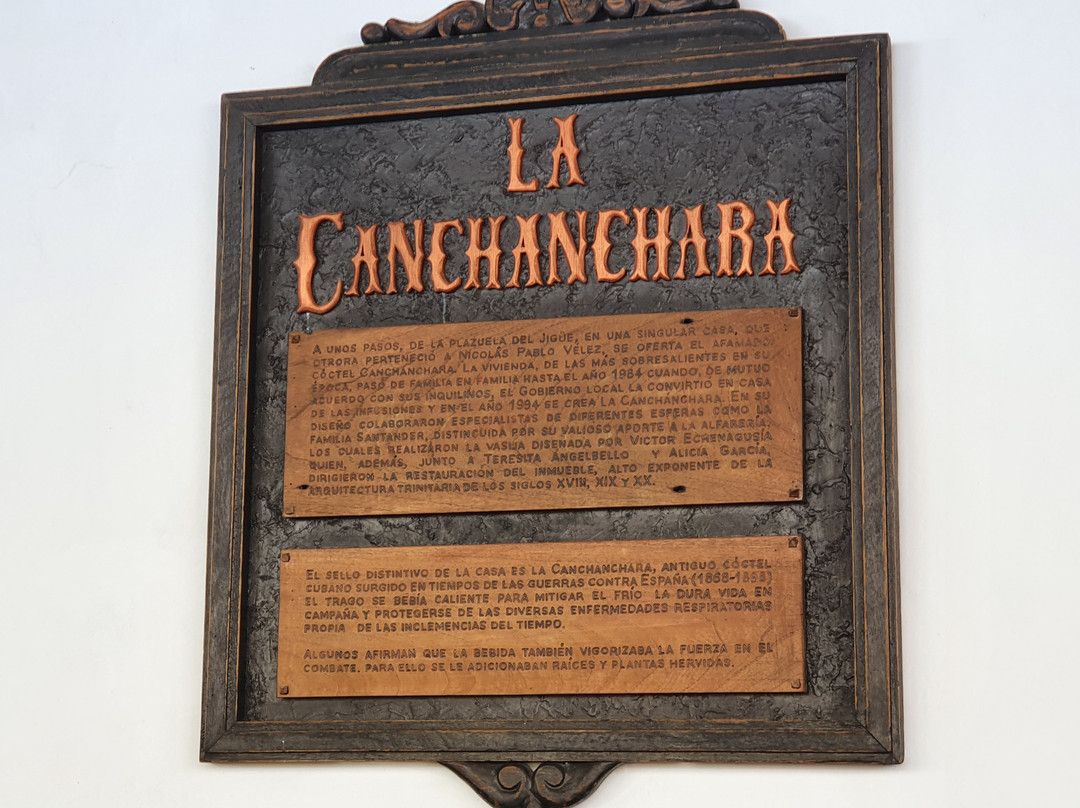 LA
CANCHANCHARA
A UNOS PASOS, DE LA PLAZUELA DEL JIGÜE, EN UNA SINGULAR CASA, QUE
OTRORA PERTENECIÓ A NICOLÁS PABLO VÉLEZ, SE OFERTA EL AFAMADO
CÓCTEL CANCHANCHARA. LA VIVIENDA, DE LAS MÁS SOBRESALIENTES EN SU
ÉPOCA, PASÓ DE FAMILIA EN FAMILIA HASTA EL AÑO 1984 CUANDO, DE MUTUO
ACUERDO CON SUS INQUILINOS, EL GOBIERNO LOCAL LA CONVIRTIÓ EN CASA
DE LAS INFUSIONES Y EN EL AÑO 1994 SE CREA LA CANCHANCHARA. EN SU
DISEÑO COLABORARON ESPECIALISTAS DE DIFERENTES ESFERAS COMO LA
FAMILIA SANTANDER, DISTINGUIDA POR SU VALIOSO APORTE A LA ALFARERÍA.
LOS CUALES REALIZARON LA VASIJA DISEÑADA POR VICTOR ECHENAGUSÍA
QUIEN, ADEMÁS, JUNTO A TERESITA ANGELBELLO Y ALICIA GARCÍA,
DIRIGIERON LA RESTAURACIÓN DEL INMUEBLE, ALTO EXPONENTE DE LA
ARQUITECTURA TRINITARIA DE LOS SIGLOS XVIII, XIX Y XX.
EL SELLO DISTINTIVO DE LA CASA ES LA CANCHANCHARA, ANTIGUO CÓCTEL
CUBANO SURGIDO EN TIEMPOS DE LAS GUERRAS CONTRA ESPAÑA (1868-1898)
EL TRAGO SE BEBÍA CALIENTE PARA MITIGAR EL FRÍO LA DURA VIDA EN
CAMPAÑA Y PROTEGERSE DE LAS DIVERSAS ENFERMEDADES RESPIRATORIAS
PROPIA DE LAS INCLEMENCIAS DEL TIEMPO.
ALGUNOS AFIRMAN QUE LA BEBIDA TAMBIÉN VIGORIZABA LA FUERZA EN EL
COMBATE. PARA ELLO SE LE ADICIONABAN RAÍCES Y PLANTAS HERVIDAS.